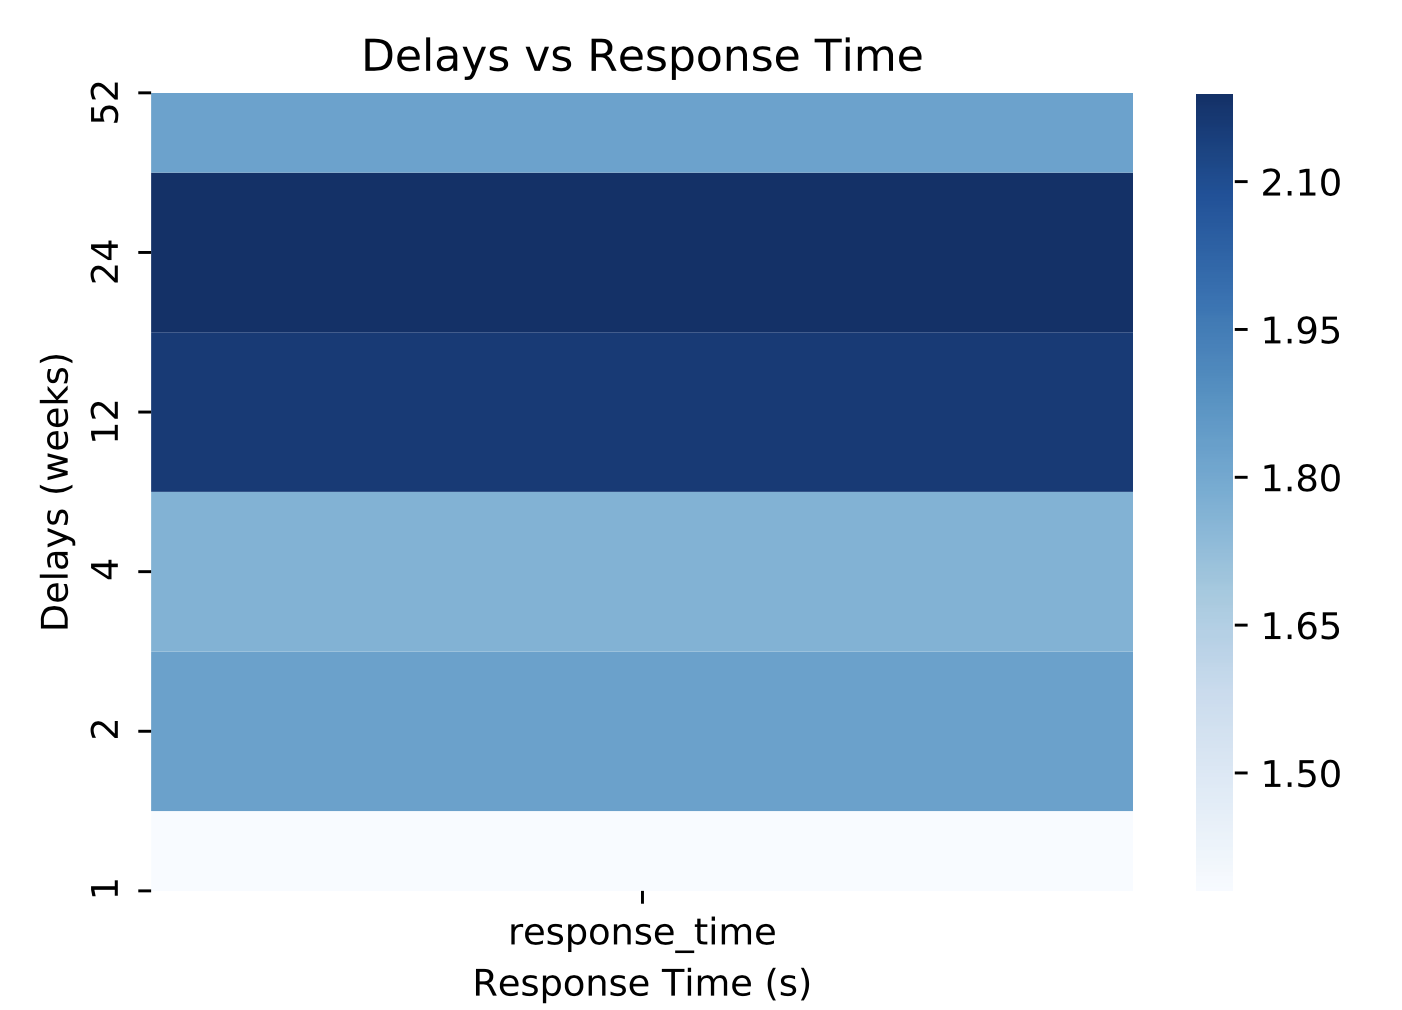 Delays vs Response Time
Delays (weeks)
52
24
12
4
2
1
response_time
Response Time (s)
2.10
1.95
1.80
1.65
1.50